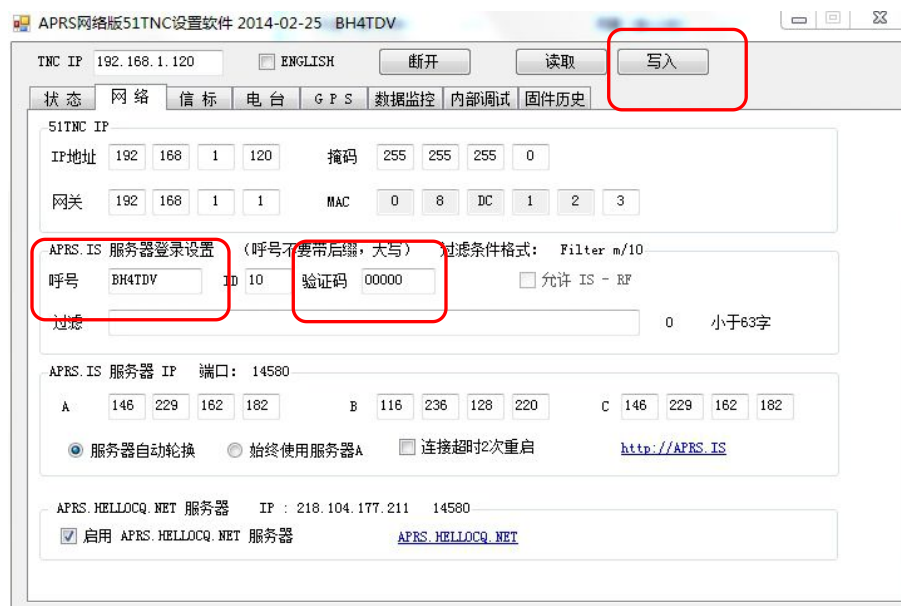 APRS网络版51TNC设置软件 2014-02-25 BH4TDV
TNC IP 192.168.1.120 ENGLISH 断开 读取 写入
状态 网络 信标 电台 GPS 数据监控 内部调试 固件历史
51TNC IP
IP地址 192 168 1 120 掩码 255 255 255 0
网关 192 168 1 1 MAC 0 8 DC 1 2 3
APRS.IS 服务器登录设置 (呼号不要带后缀,大写) 过滤条件格式: Filter m/10
呼号 BH4TDV ID 10 验证码 00000 允许 IS - RF
过滤 0 小于63字
APRS.IS 服务器 IP 端口: 14580
A 146 229 162 182 B 116 236 128 220 C 146 229 162 182
服务器自动轮换 始终使用服务器A 连接超时2次重启 http://APRS.IS
APRS.HELLOCQ.NET 服务器 IP : 218.104.177.211 14580
启用 APRS.HELLOCQ.NET 服务器 APRS.HELLOCQ.NET